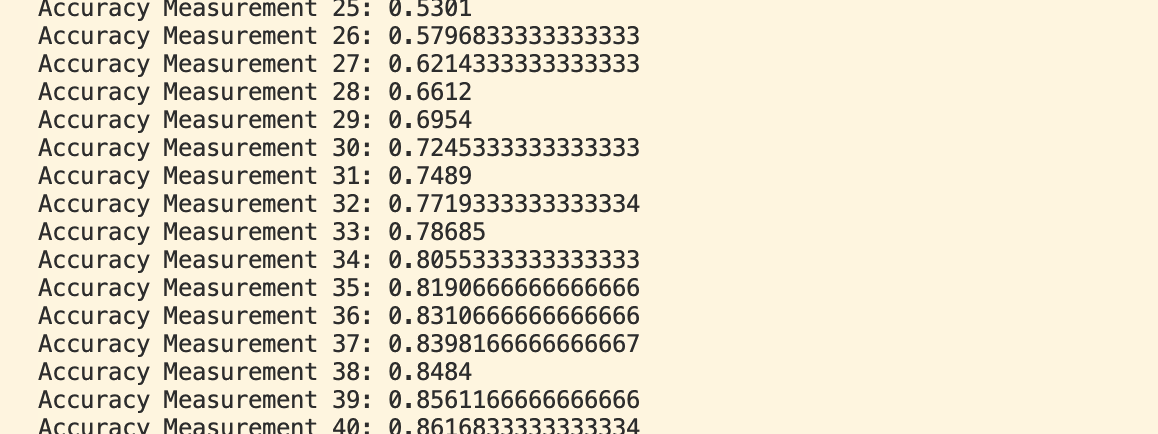 Accuracy Measurement 25: 0.5301
Accuracy Measurement 26: 0.5796833333333333
Accuracy Measurement 27: 0.6214333333333333
Accuracy Measurement 28: 0.6612
Accuracy Measurement 29: 0.6954
Accuracy Measurement 30: 0.7245333333333333
Accuracy Measurement 31: 0.7489
Accuracy Measurement 32: 0.7719333333333334
Accuracy Measurement 33: 0.78685
Accuracy Measurement 34: 0.8055333333333333
Accuracy Measurement 35: 0.8190666666666666
Accuracy Measurement 36: 0.8310666666666666
Accuracy Measurement 37: 0.8398166666666667
Accuracy Measurement 38: 0.8484
Accuracy Measurement 39: 0.8561166666666666
Accuracy Measurement 40: 0.8616833333333334